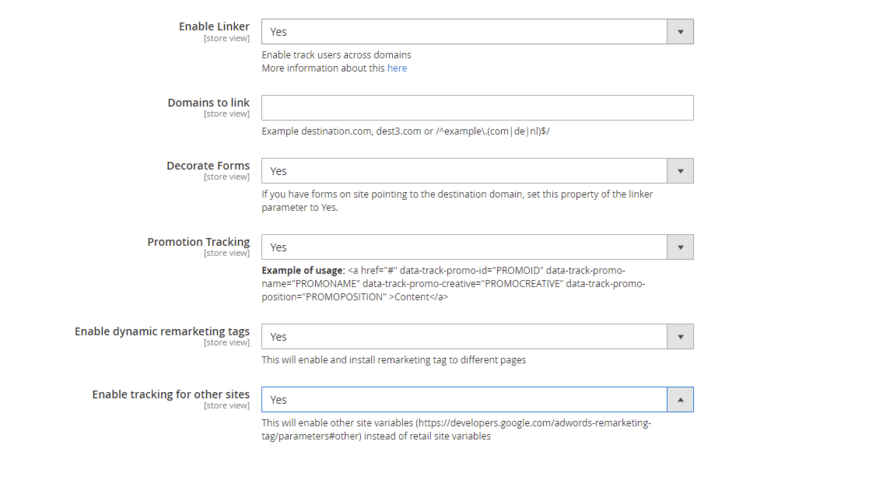 Enable Linker
[store view]
Yes
Enable track users across domains
More information about this here
Domains to link
[store view]
Example destination.com, dest3.com or /^example\.(com|de|nl)$/
Decorate Forms
[store view]
Yes
If you have forms on site pointing to the destination domain, set this property of the linker
parameter to Yes.
Promotion Tracking
[store view]
Yes
Example of usage: <a href="#" data-track-promo-id="PROMOID" data-track-promo-
name="PROMONAME" data-track-promo-creative="PROMOCREATIVE" data-track-promo-
position="PROMOPOSITION" >Content</a>
Enable dynamic remarketing tags
[store view]
Yes
This will enable and install remarketing tag to different pages
Enable tracking for other sites
[store view]
Yes
This will enable other site variables (https://developers.google.com/adwords-remarketing-
tag/parameters#other) instead of retail site variables